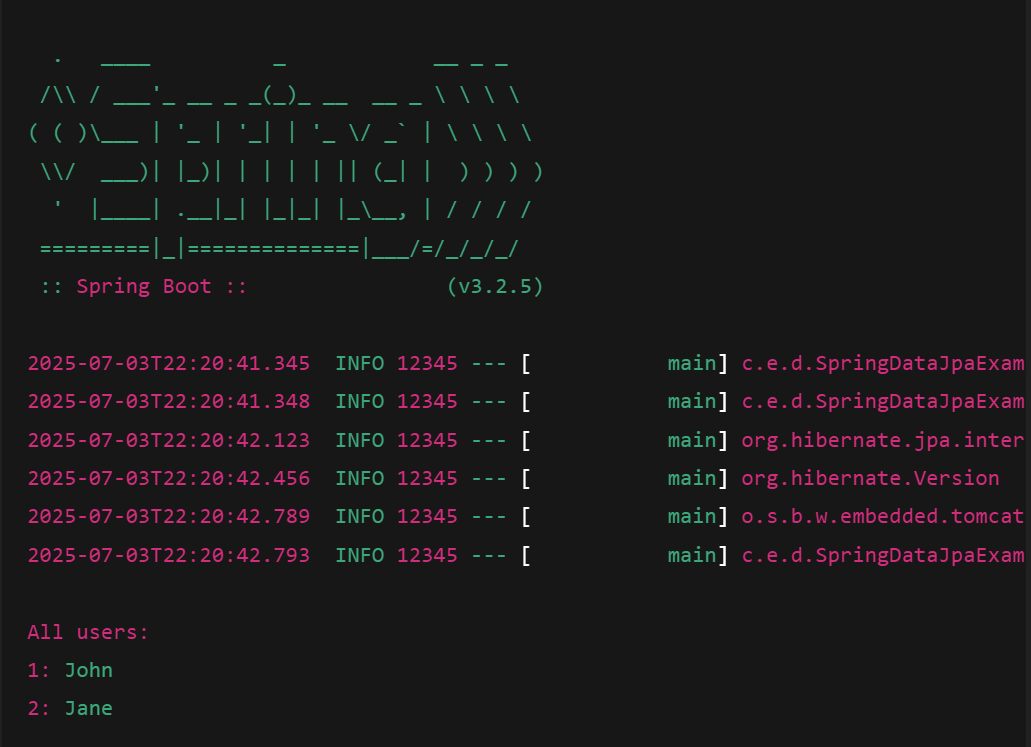 .   ____          _            __ _ _
 /\\ / ___'_ __ _ _(_)_ __  __ _ \ \ \ \
( ( )\___ | '_ | '_| | '_ \/ _` | \ \ \ \
 \\/  ___)| |_)| | | | | || (_| |  ) ) ) )
  '  |____| .__|_| |_|_| |_\__, | / / / /
 =========|_|==============|___/=/_/_/_/
 :: Spring Boot ::                (v3.2.5)
2025-07-03T22:20:41.345  INFO 12345 --- [           main] c.e.d.SpringDataJpaExam
2025-07-03T22:20:41.348  INFO 12345 --- [           main] c.e.d.SpringDataJpaExam
2025-07-03T22:20:42.123  INFO 12345 --- [           main] org.hibernate.jpa.inter
2025-07-03T22:20:42.456  INFO 12345 --- [           main] org.hibernate.Version
2025-07-03T22:20:42.789  INFO 12345 --- [           main] o.s.b.w.embedded.tomcat
2025-07-03T22:20:42.793  INFO 12345 --- [           main] c.e.d.SpringDataJpaExam
All users:
1: John
2: Jane